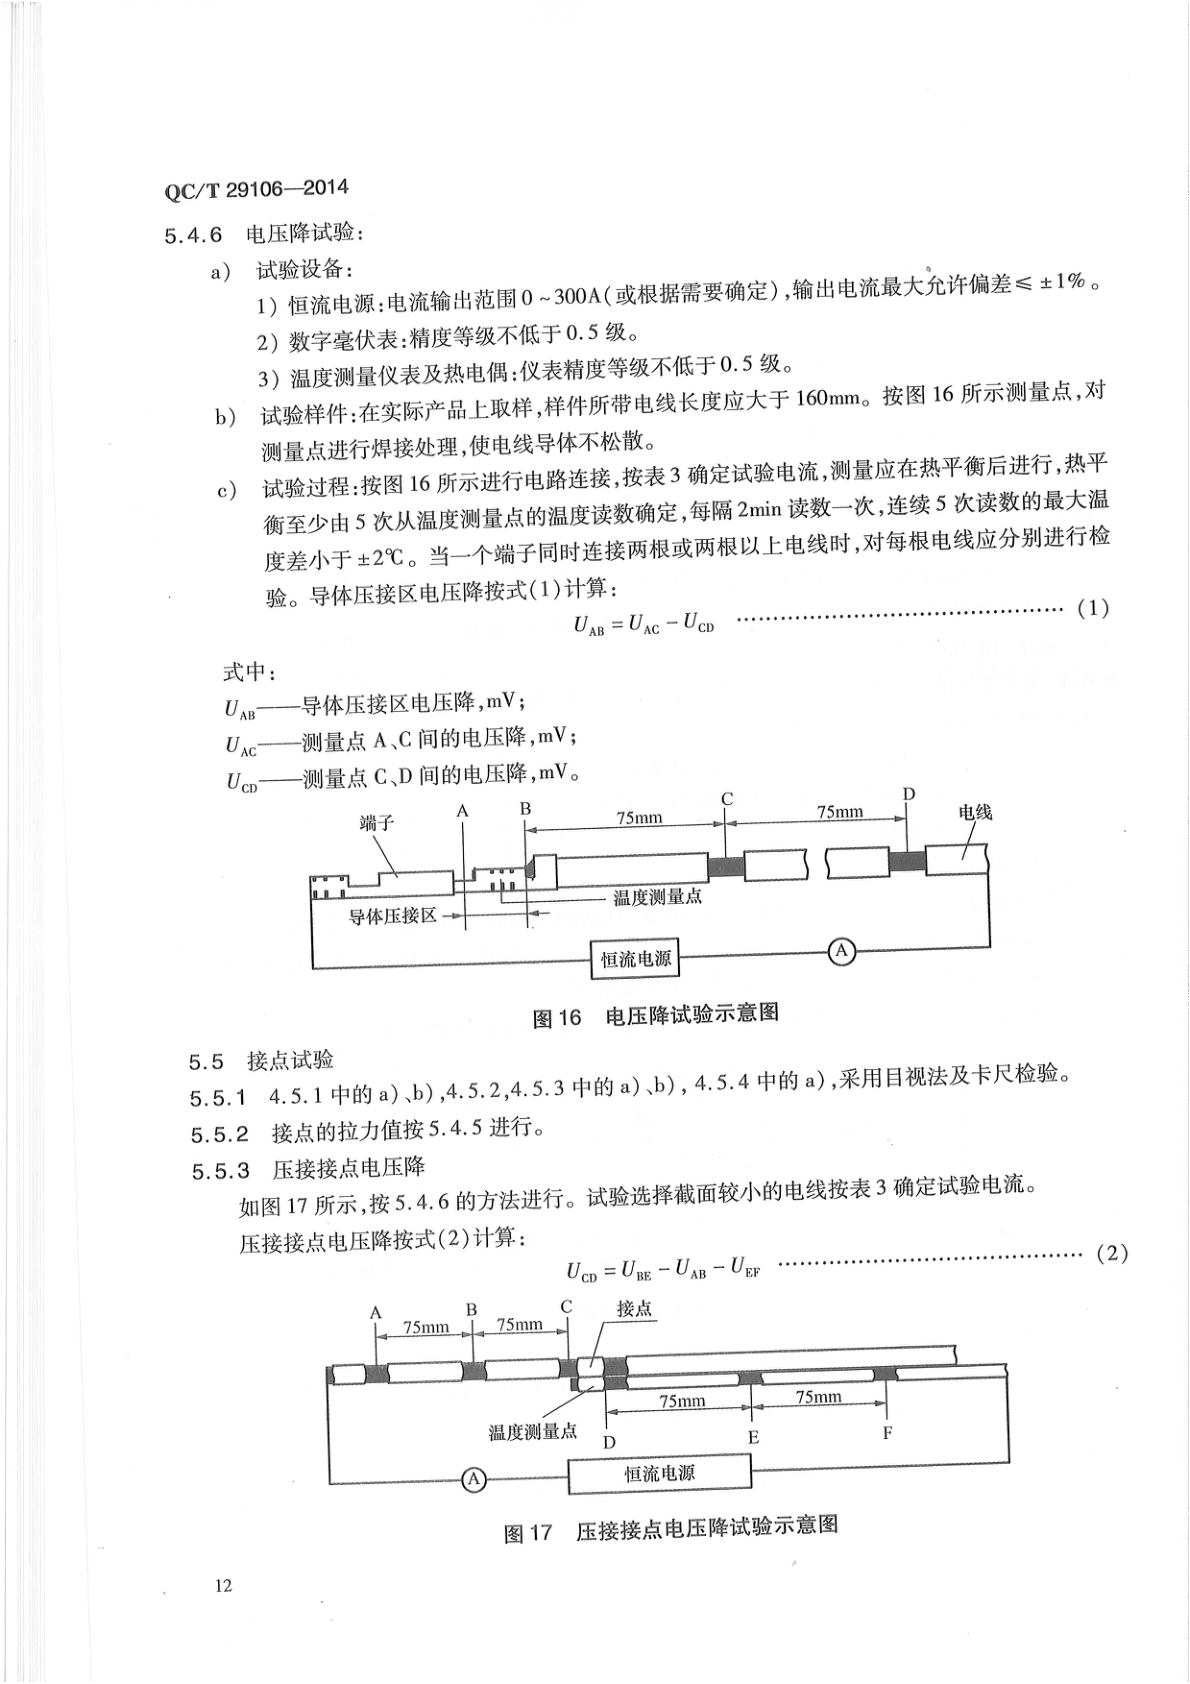 QC/T 29106—2014
5.4.6 电压降试验：
a) 试验设备：
1) 恒流电源：电流输出范围 0 ~ 300A(或根据需要确定)，输出电流最大允许偏差≤ ±1%。
2) 数字毫伏表：精度等级不低于 0.5 级。
3) 温度测量仪表及热电偶：仪表精度等级不低于 0.5 级。
b) 试验样件：在实际产品上取样，样件所带电线长度应大于 160mm。按图 16 所示测量点，对
测量点进行焊接处理，使电线导体不松散。
c) 试验过程：按图 16 所示进行电路连接，按表 3 确定试验电流，测量应在热平衡后进行，热平
衡至少由 5 次从温度测量点的温度读数确定，每隔 2min 读数一次，连续 5 次读数的最大温
度差小于 ±2℃。当一个端子同时连接两根或两根以上电线时，对每根电线应分别进行检
验。导体压接区电压降按式(1)计算：
U_AB = U_AC − U_CD ………………………………………… (1)
式中：
U_AB——导体压接区电压降，mV；
U_AC——测量点 A、C 间的电压降，mV；
U_CD——测量点 C、D 间的电压降，mV。
端子 A B 75mm C 75mm D 电线
温度测量点
导体压接区
恒流电源 A
图 16 电压降试验示意图
5.5 接点试验
5.5.1 4.5.1 中的 a)、b)，4.5.2，4.5.3 中的 a)、b)，4.5.4 中的 a)，采用目视法及卡尺检验。
5.5.2 接点的拉力值按 5.4.5 进行。
5.5.3 压接接点电压降
如图 17 所示，按 5.4.6 的方法进行。试验选择截面较小的电线按表 3 确定试验电流。
压接接点电压降按式(2)计算：
U_CD = U_BE − U_AB − U_EF ……………………………………… (2)
A B C 接点
75mm 75mm
75mm 75mm
温度测量点 D E F
A 恒流电源
图 17 压接接点电压降试验示意图
12